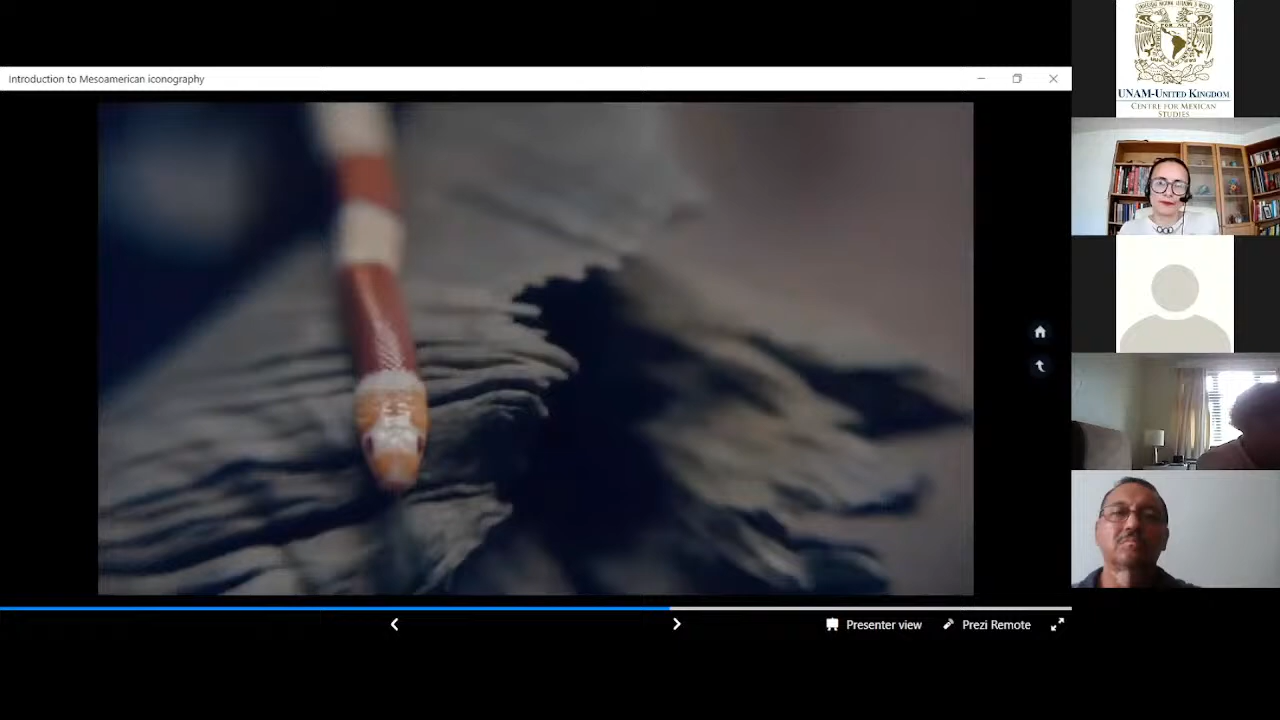 Introduction to Mesoamerican iconography
UNAM-UNITED KINGDOM
CENTRE FOR MEXICAN
STUDIES
Presenter view
Prezi Remote